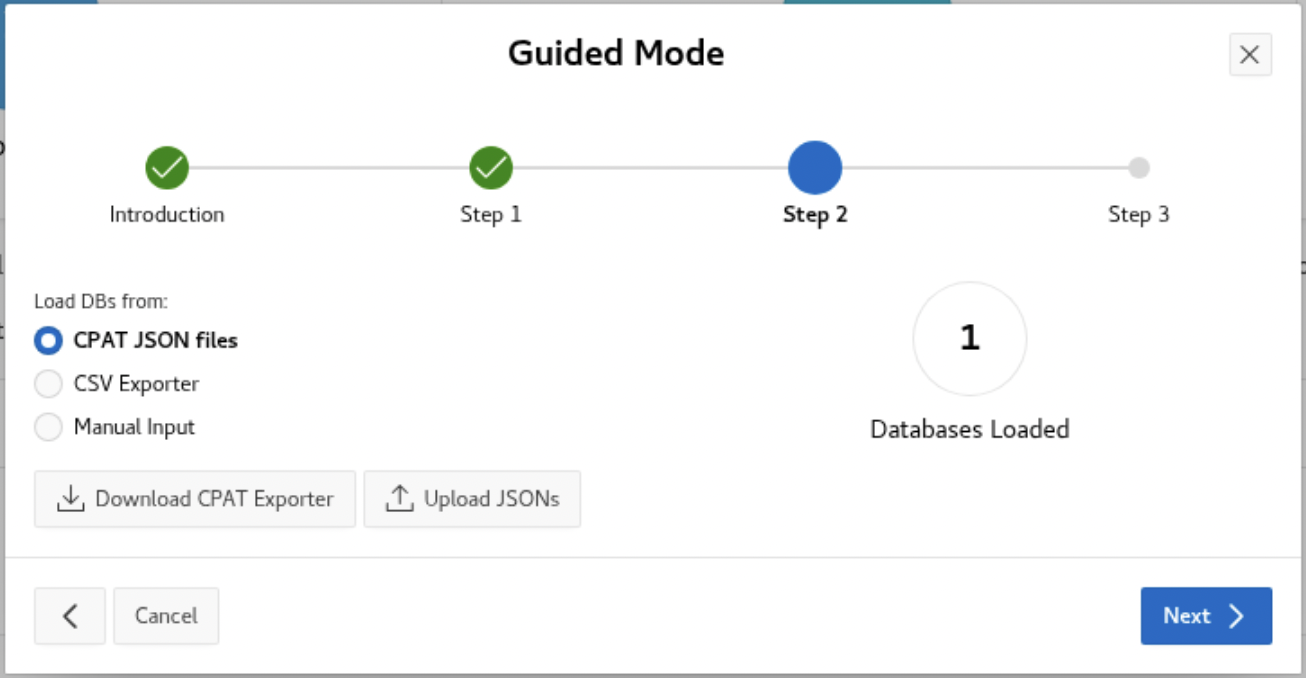 Guided Mode
Introduction
Step 1
Step 2
Step 3
Load DBs from:
CPAT JSON files
CSV Exporter
Manual Input
Download CPAT Exporter
Upload JSONs
1
Databases Loaded
Cancel
Next